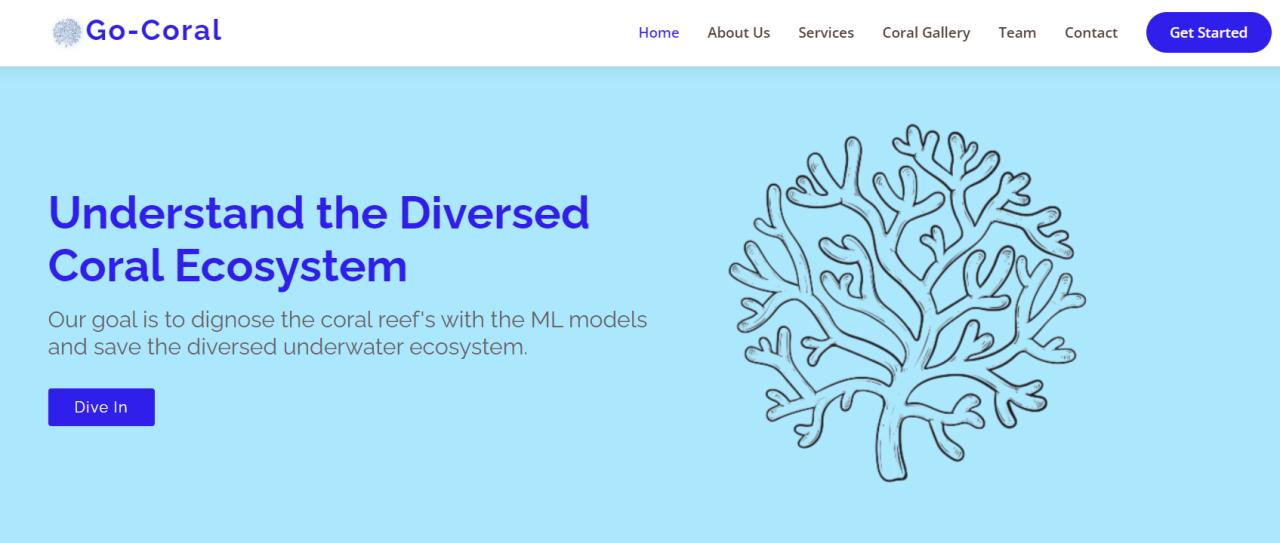 Go-Coral
Home About Us Services Coral Gallery Team Contact Get Started
Understand the Diversed
Coral Ecosystem
Our goal is to dignose the coral reef's with the ML models
and save the diversed underwater ecosystem.
Dive In